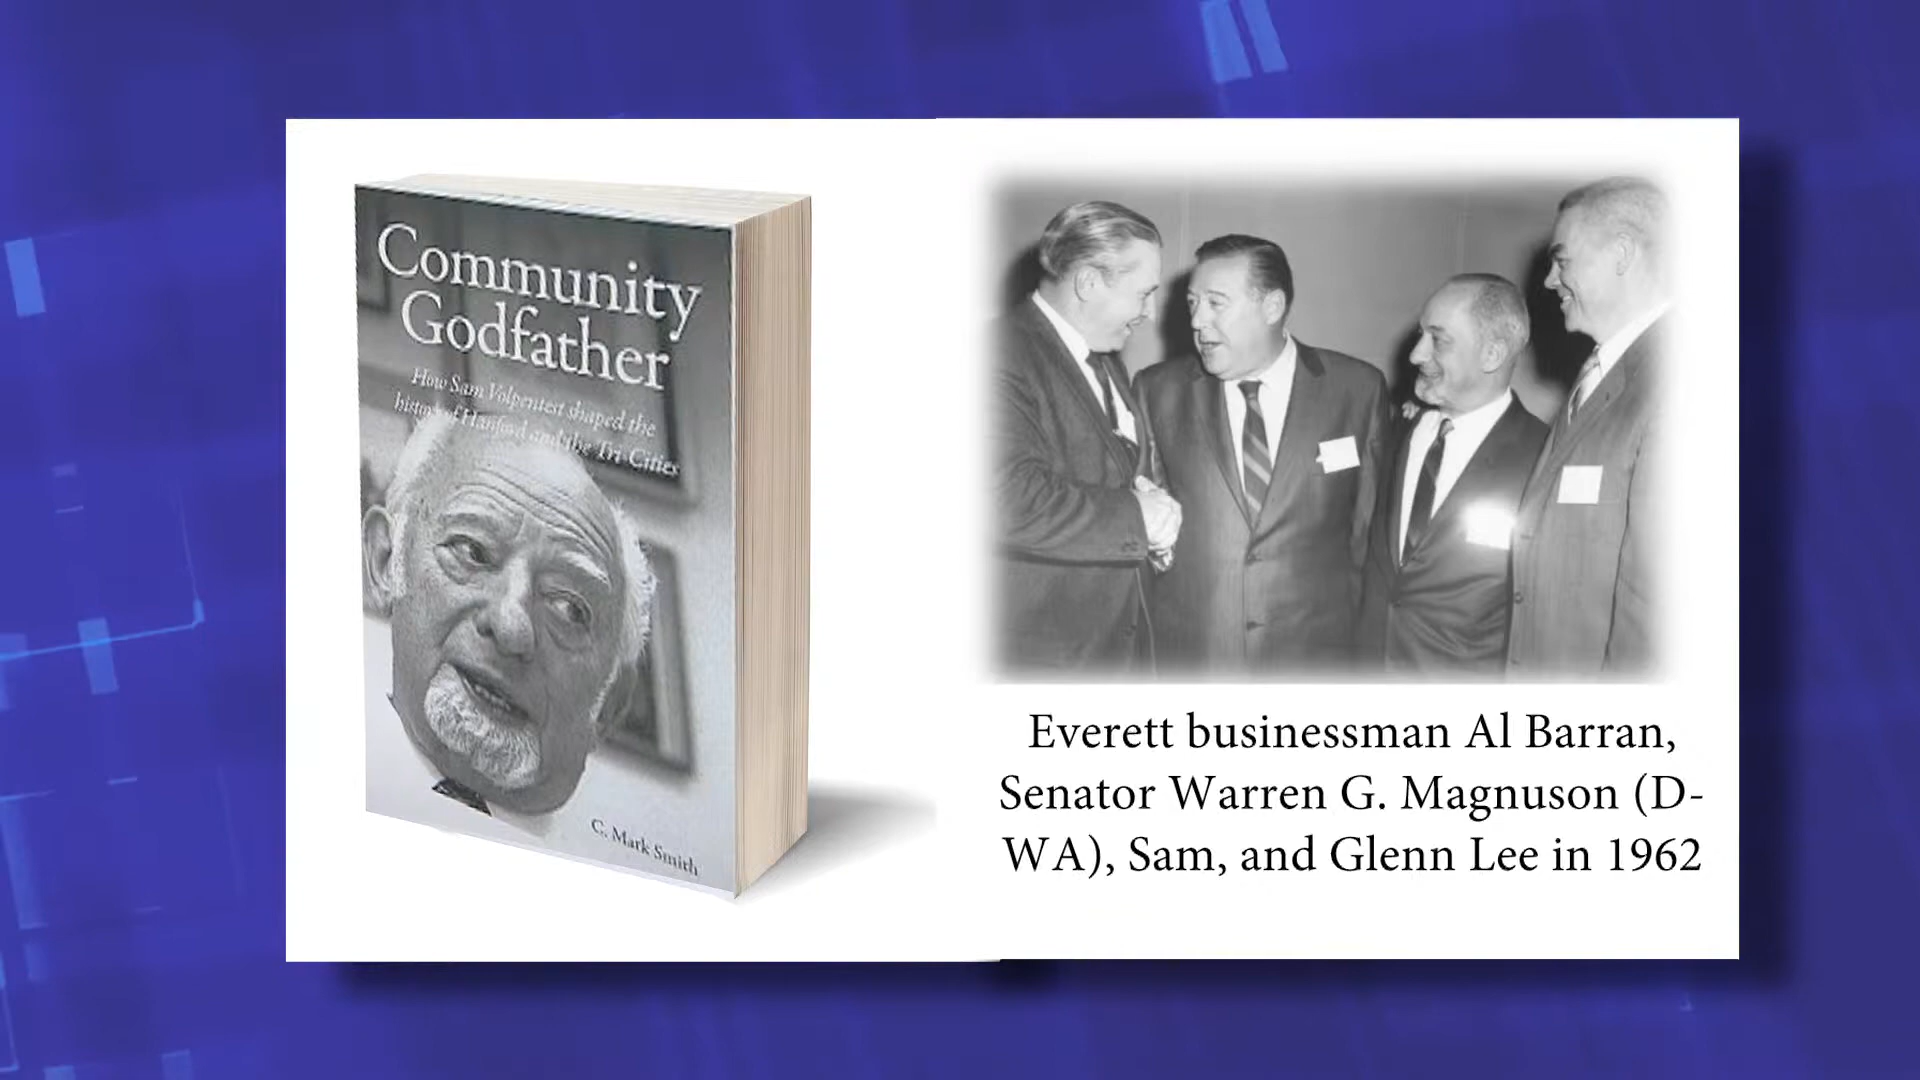 Community
Godfather
How Sam Volpentest shaped the
history of Hanford and the Tri-Cities
C. Mark Smith
Everett businessman Al Barran,
Senator Warren G. Magnuson (D-
WA), Sam, and Glenn Lee in 1962